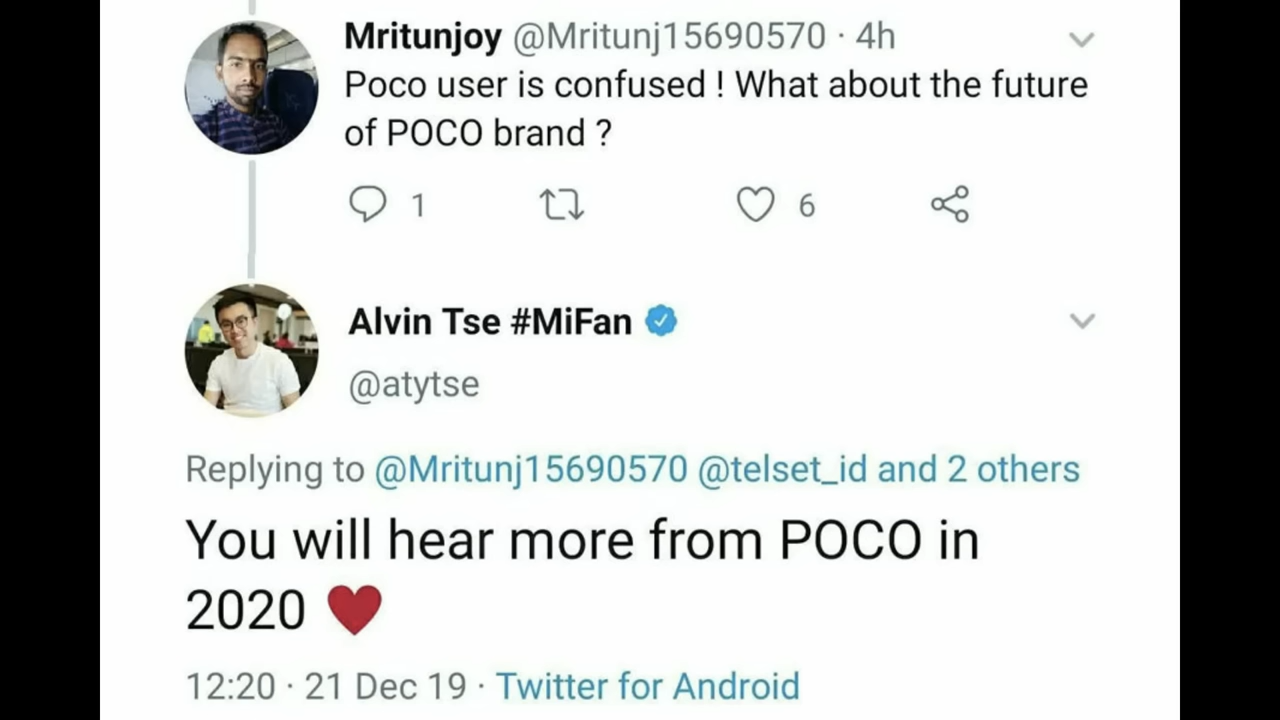 Mritunjoy @Mritunj15690570 · 4h
Poco user is confused ! What about the future
of POCO brand ?
1 6
Alvin Tse #MiFan
@atytse
Replying to @Mritunj15690570 @telset_id and 2 others
You will hear more from POCO in
2020 ♥
12:20 · 21 Dec 19 · Twitter for Android